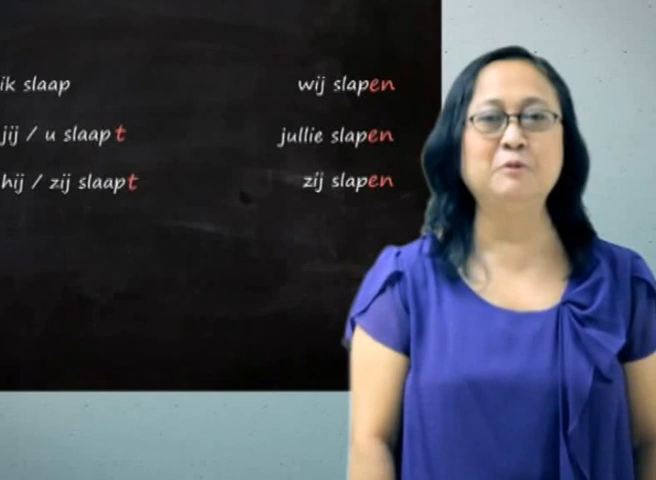 ik slaap
jij / u slaapt
hij / zij slaapt
wij slapen
jullie slapen
zij slapen